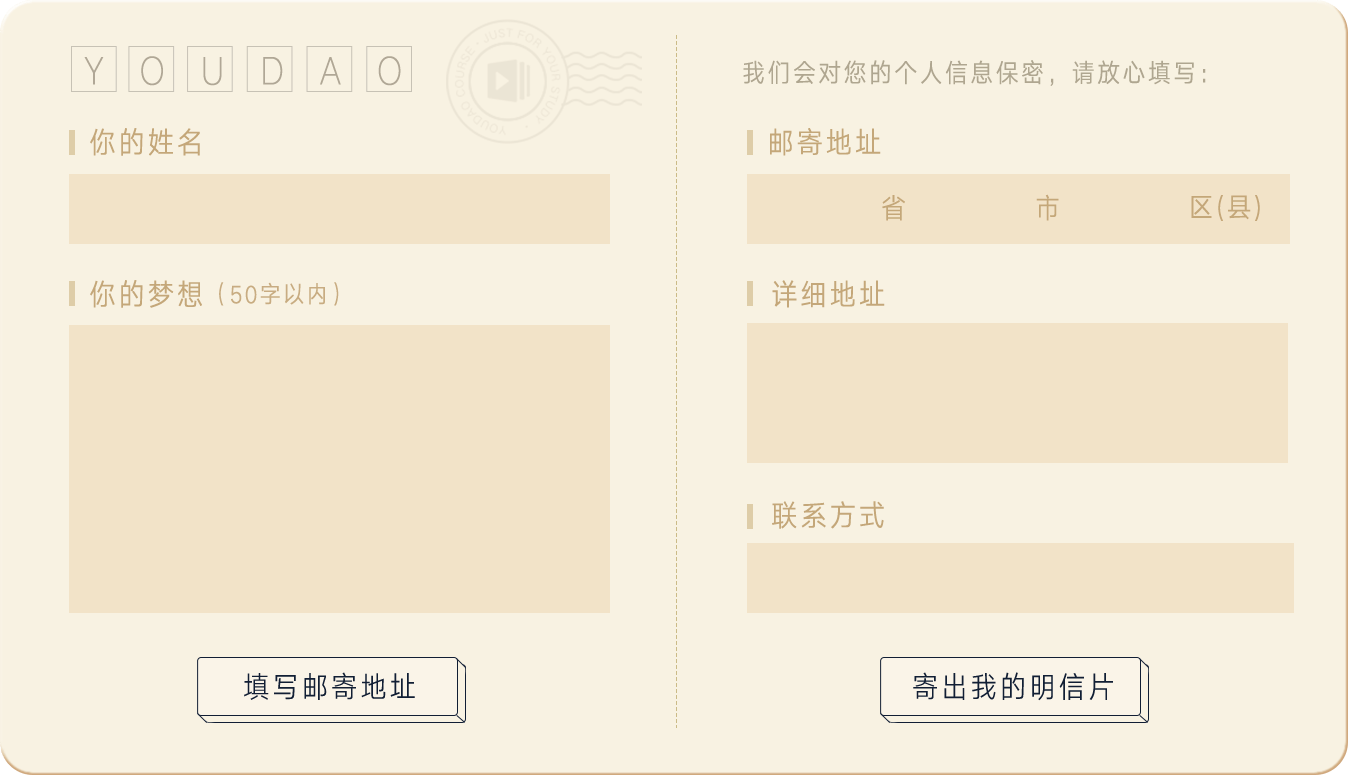 YOUDAO
YOUDAO COURSE · JUST FOR YOUR STUDY ·
你的姓名
你的梦想（50字以内）
填写邮寄地址
我们会对您的个人信息保密，请放心填写：
邮寄地址
省 市 区(县)
详细地址
联系方式
寄出我的明信片